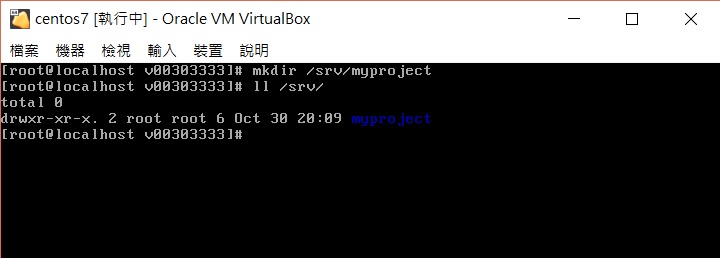 centos7 [執行中] - Oracle VM VirtualBox
檔案 機器 檢視 輸入 裝置 說明
[root@localhost v00303333]# mkdir /srv/myproject
[root@localhost v00303333]# ll /srv/
total 0
drwxr-xr-x. 2 root root 6 Oct 30 20:09 myproject
[root@localhost v00303333]#